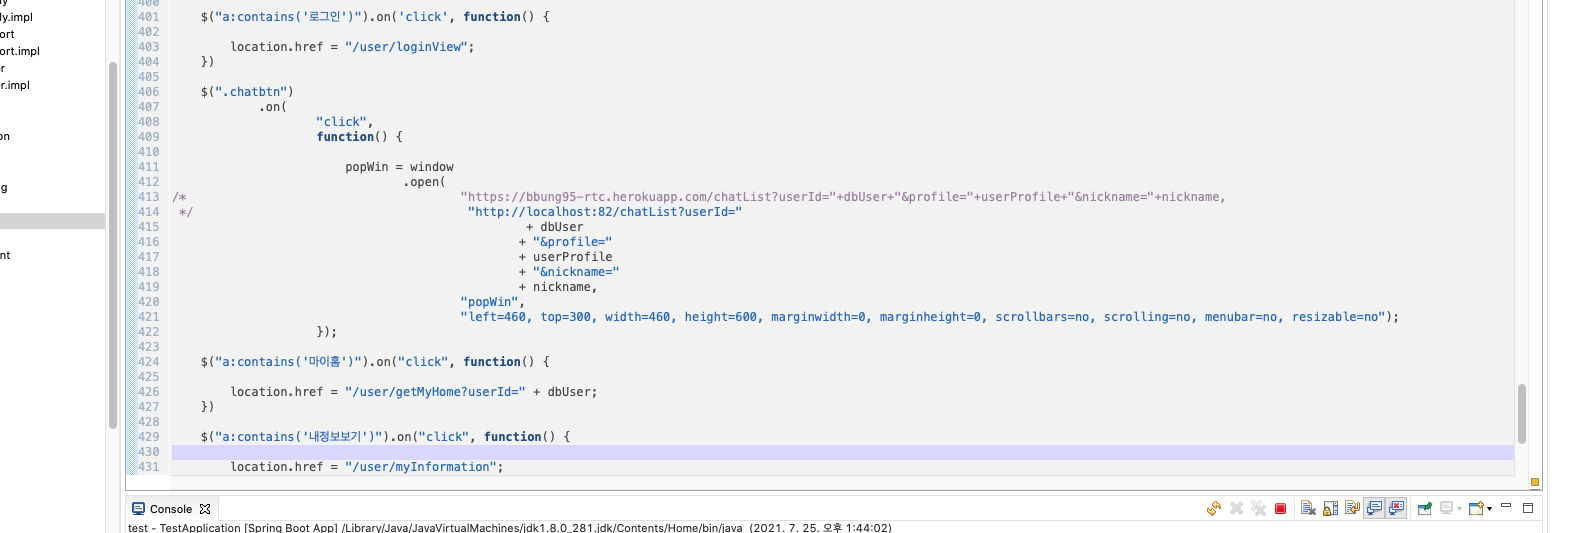 ly.impl
ort
ort.impl
er
r.impl
on
g
nt
400
401 $("a:contains('로그인')").on('click', function() {
402
403 location.href = "/user/loginView";
404 })
405
406 $(".chatbtn")
407 .on(
408 "click",
409 function() {
410
411 popWin = window
412 .open(
413 /* "https://bbung95-rtc.herokuapp.com/chatList?userId="+dbUser+"&profile="+userProfile+"&nickname="+nickname,
414 */ "http://localhost:82/chatList?userId="
415 + dbUser
416 + "&profile="
417 + userProfile
418 + "&nickname="
419 + nickname,
420 "popWin",
421 "left=460, top=300, width=460, height=600, marginwidth=0, marginheight=0, scrollbars=no, scrolling=no, menubar=no, resizable=no");
422 });
423
424 $("a:contains('마이홈')").on("click", function() {
425
426 location.href = "/user/getMyHome?userId=" + dbUser;
427 })
428
429 $("a:contains('내정보보기')").on("click", function() {
430
431 location.href = "/user/myInformation";
Console
test - TestApplication [Spring Boot App] /Library/Java/JavaVirtualMachines/jdk1.8.0_281.jdk/Contents/Home/bin/java (2021. 7. 25. 오후 1:44:02)